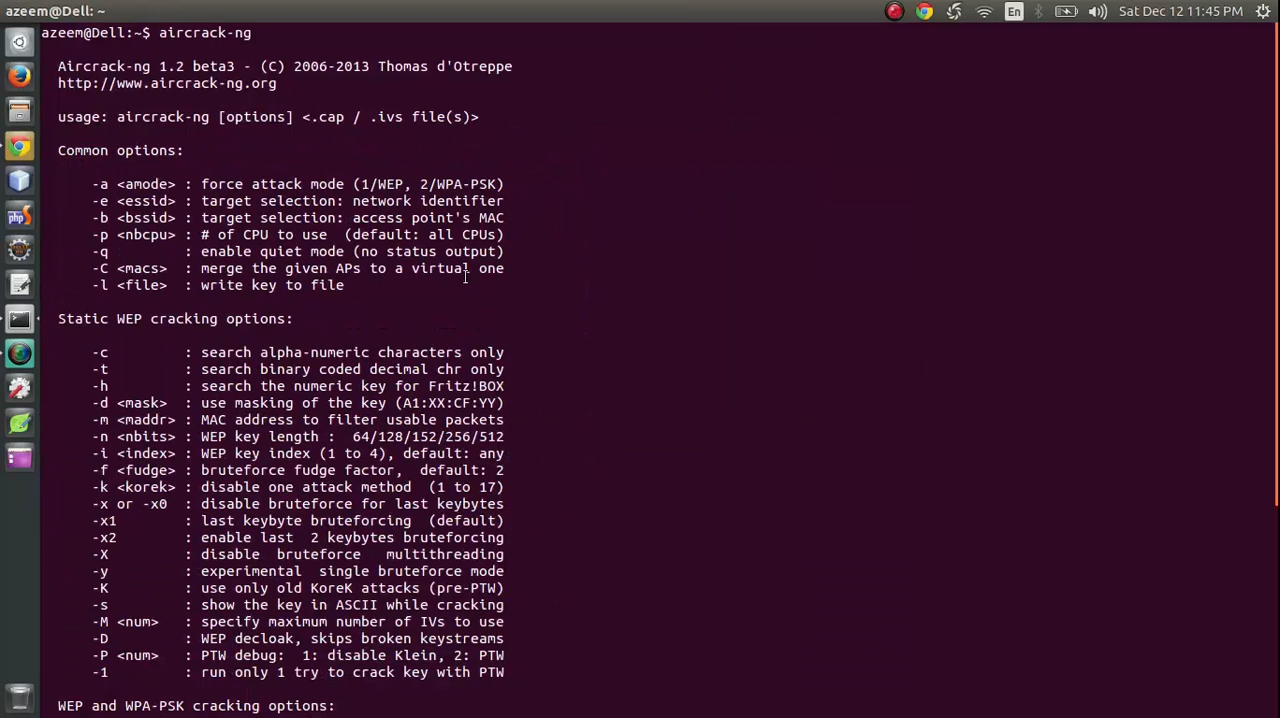 azeem@Dell: ~
En
Sat Dec 12 11:45 PM
azeem@Dell:~$ aircrack-ng
Aircrack-ng 1.2 beta3 - (C) 2006-2013 Thomas d'Otreppe
http://www.aircrack-ng.org
usage: aircrack-ng [options] <.cap / .ivs file(s)>
Common options:
-a <amode> : force attack mode (1/WEP, 2/WPA-PSK)
-e <essid> : target selection: network identifier
-b <bssid> : target selection: access point's MAC
-p <nbcpu> : # of CPU to use  (default: all CPUs)
-q         : enable quiet mode (no status output)
-C <macs>  : merge the given APs to a virtual one
-l <file>  : write key to file
Static WEP cracking options:
-c         : search alpha-numeric characters only
-t         : search binary coded decimal chr only
-h         : search the numeric key for Fritz!BOX
-d <mask>  : use masking of the key (A1:XX:CF:YY)
-m <maddr> : MAC address to filter usable packets
-n <nbits> : WEP key length :  64/128/152/256/512
-i <index> : WEP key index (1 to 4), default: any
-f <fudge> : bruteforce fudge factor,  default: 2
-k <korek> : disable one attack method  (1 to 17)
-x or -x0  : disable bruteforce for last keybytes
-x1        : last keybyte bruteforcing  (default)
-x2        : enable last  2 keybytes bruteforcing
-X         : disable  bruteforce   multithreading
-y         : experimental  single bruteforce mode
-K         : use only old KoreK attacks (pre-PTW)
-s         : show the key in ASCII while cracking
-M <num>   : specify maximum number of IVs to use
-D         : WEP decloak, skips broken keystreams
-P <num>   : PTW debug:  1: disable Klein, 2: PTW
-1         : run only 1 try to crack key with PTW
WEP and WPA-PSK cracking options:
php